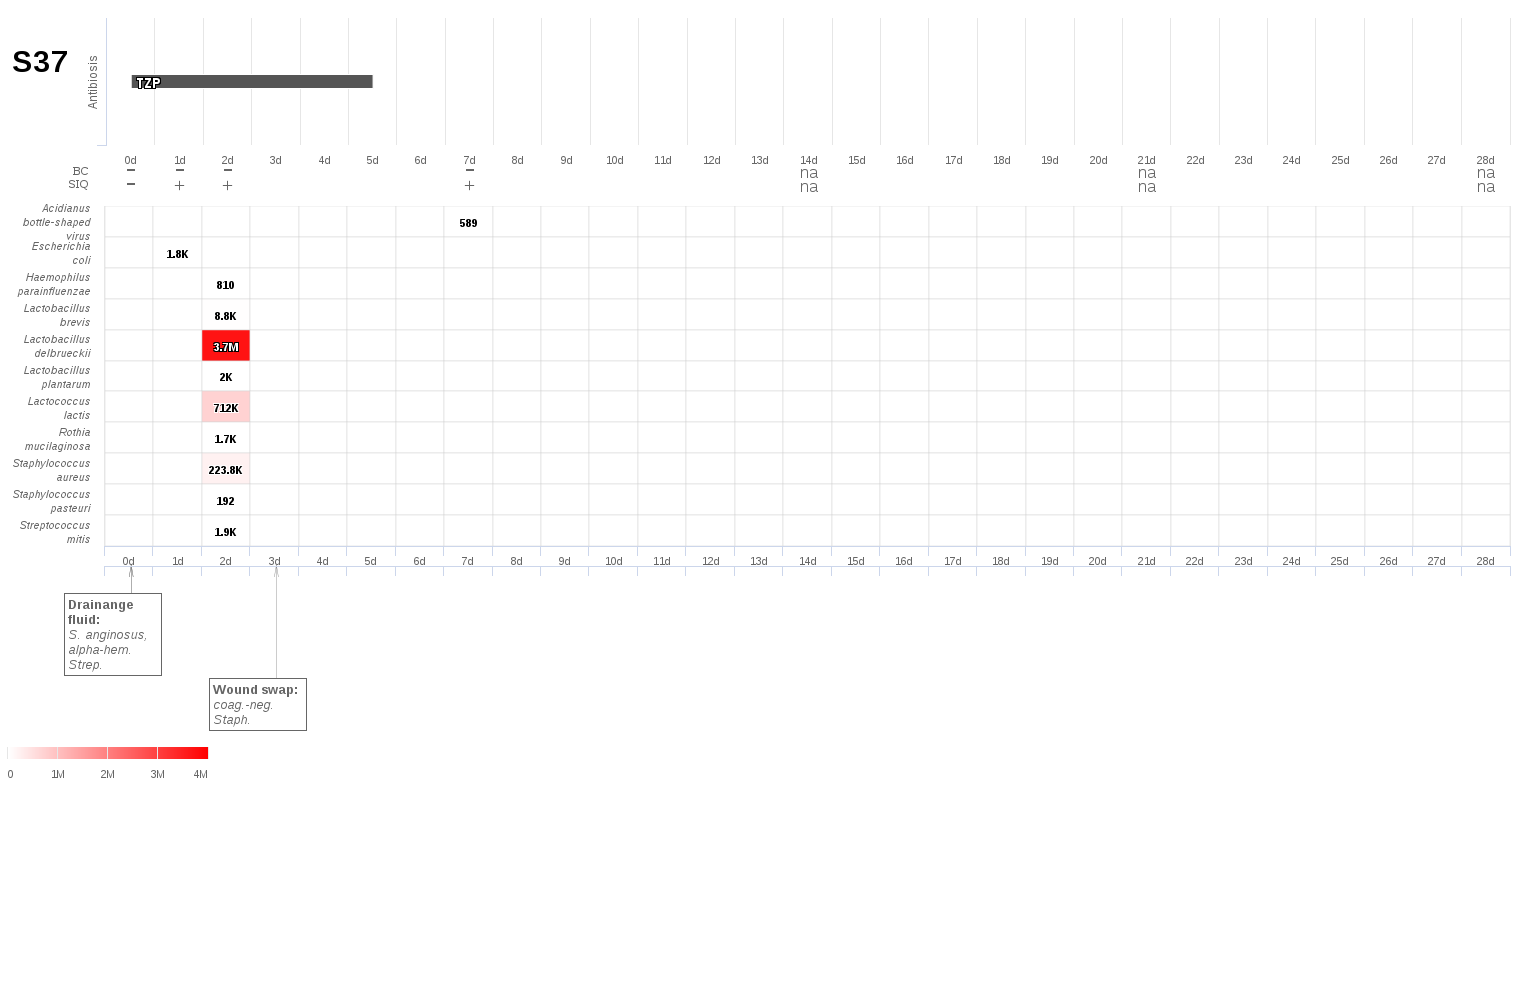 S37
Antibiosis
TZP
0d 1d 2d 3d 4d 5d 6d 7d 8d 9d 10d 11d 12d 13d 14d 15d 16d 17d 18d 19d 20d 21d 22d 23d 24d 25d 26d 27d 28d
BC − − − − na na na
SIQ − + + + na na na
Acidianus
bottle-shaped
virus
589
Escherichia
coli
1.8K
Haemophilus
parainfluenzae
810
Lactobacillus
brevis
8.8K
Lactobacillus
delbrueckii
3.7M
Lactobacillus
plantarum
2K
Lactococcus
lactis
712K
Rothia
mucilaginosa
1.7K
Staphylococcus
aureus
223.8K
Staphylococcus
pasteuri
192
Streptococcus
mitis
1.9K
0d 1d 2d 3d 4d 5d 6d 7d 8d 9d 10d 11d 12d 13d 14d 15d 16d 17d 18d 19d 20d 21d 22d 23d 24d 25d 26d 27d 28d
Drainange
fluid:
S. anginosus,
alpha-hem.
Strep.
Wound swap:
coag.-neg.
Staph.
0 1M 2M 3M 4M